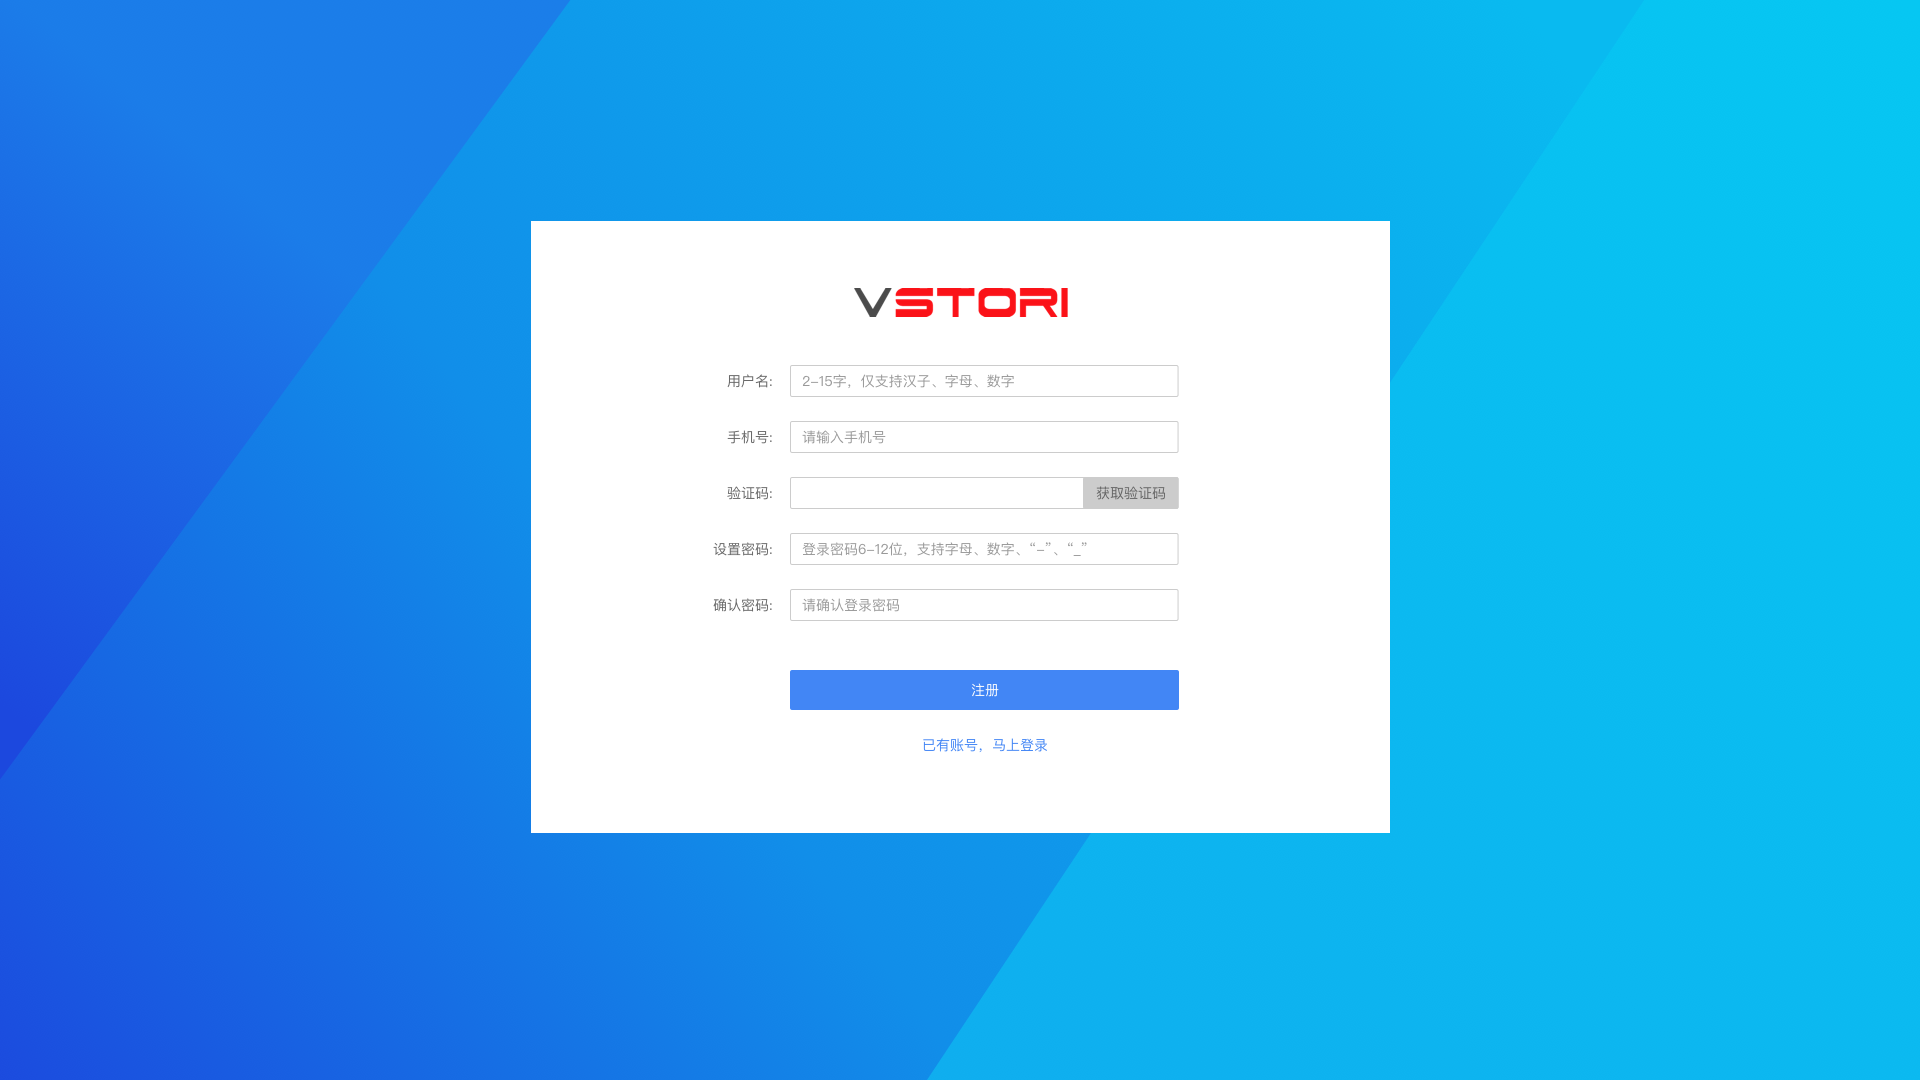 VSTORI
用户名: 2-15字，仅支持汉子、字母、数字
手机号: 请输入手机号
验证码: 获取验证码
设置密码: 登录密码6-12位，支持字母、数字、“-”、“_”
确认密码: 请确认登录密码
注册
已有账号，马上登录